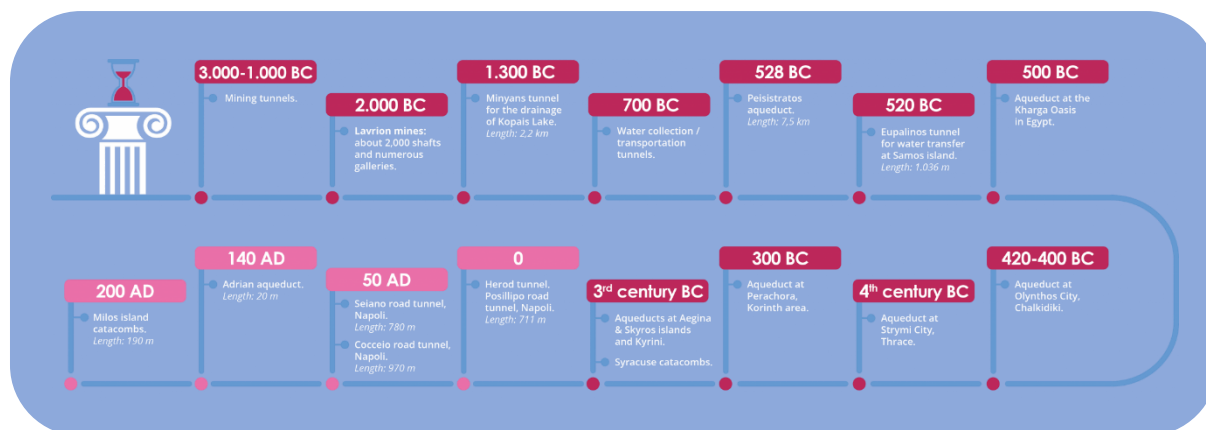 3.000-1.000 BC
Mining tunnels.
2.000 BC
Lavrion mines:
about 2,000 shafts
and numerous
galleries.
1.300 BC
Minyans tunnel
for the drainage
of Kopais Lake.
Length: 2,2 km
700 BC
Water collection /
transportation
tunnels.
528 BC
Peisistratos
aqueduct.
Length: 7,5 km
520 BC
Eupalinos tunnel
for water transfer
at Samos island.
Length: 1.036 m
500 BC
Aqueduct at the
Kharga Oasis
in Egypt.
420-400 BC
Aqueduct at
Olynthos City,
Chalkidiki.
4th century BC
Aqueduct at
Strymi City,
Thrace.
300 BC
Aqueduct at
Perachora,
Korinth area.
3rd century BC
Aqueducts at Aegina
& Skyros islands
and Kyrini.
Syracuse catacombs.
0
Herod tunnel.
Posillipo road
tunnel, Napoli.
Length: 711 m
50 AD
Seiano road tunnel,
Napoli.
Length: 780 m
Cocceio road tunnel,
Napoli.
Length: 970 m
140 AD
Adrian aqueduct.
Length: 20 m
200 AD
Milos island
catacombs.
Length: 190 m